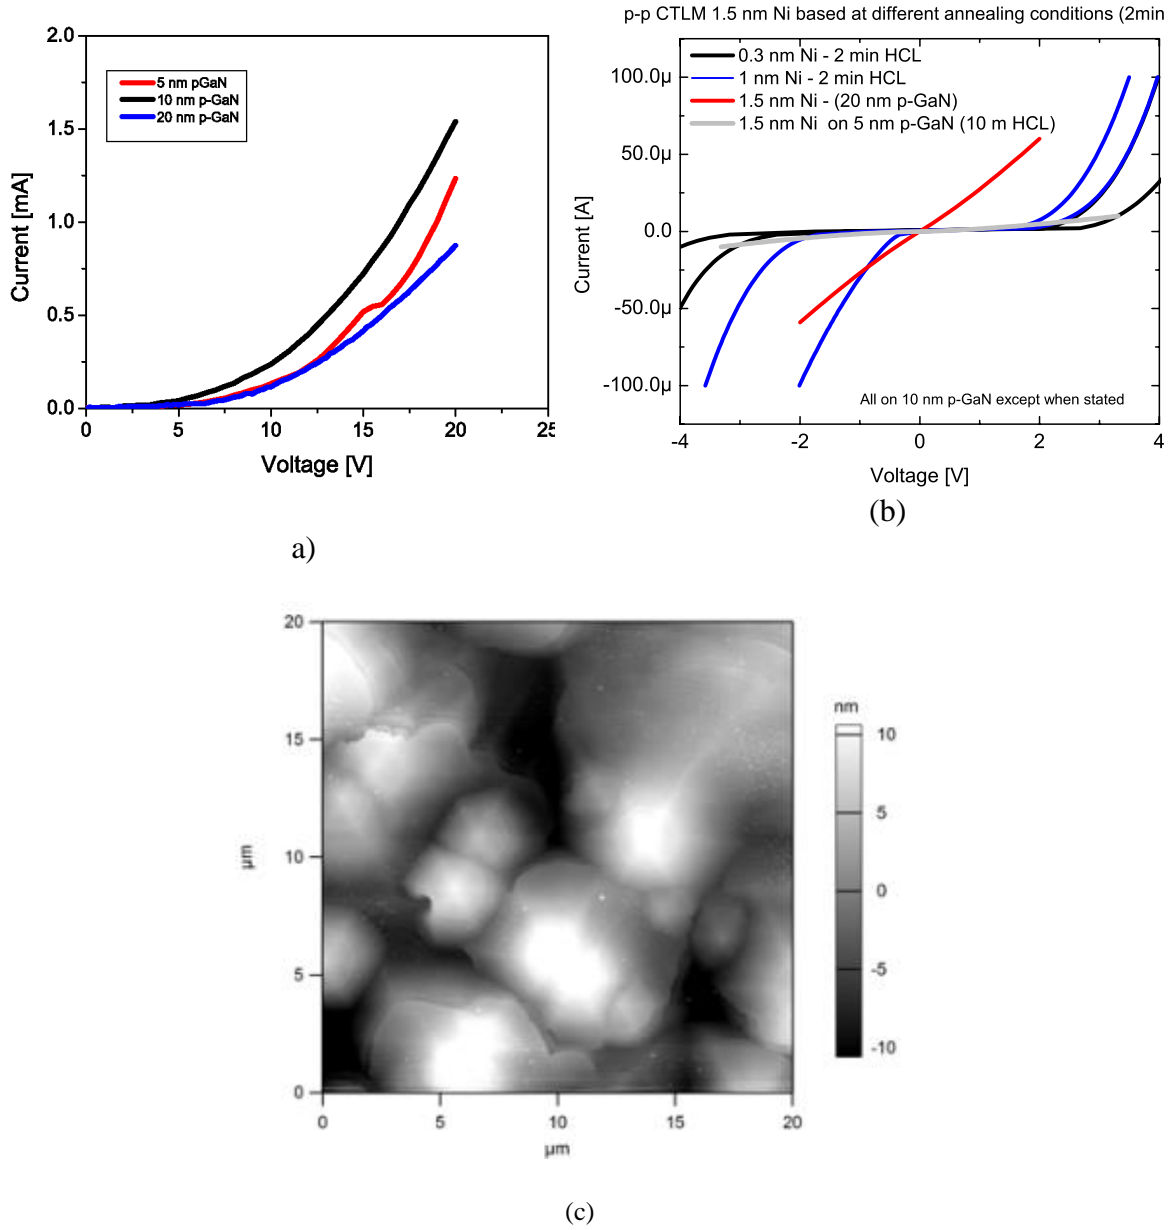 2.0
1.5
1.0
0.5
0.0
0
5
10
15
20
25
Current [mA]
Voltage [V]
5 nm pGaN
10 nm p-GaN
20 nm p-GaN
a)
p-p CTLM 1.5 nm Ni based at different annealing conditions (2min
0.3 nm Ni - 2 min HCL
1 nm Ni - 2 min HCL
1.5 nm Ni - (20 nm p-GaN)
1.5 nm Ni on 5 nm p-GaN (10 m HCL)
100.0µ
50.0µ
0.0
-50.0µ
-100.0µ
Current [A]
All on 10 nm p-GaN except when stated
-4
-2
0
2
4
Voltage [V]
(b)
20
15
10
5
0
µm
0
5
10
15
20
µm
nm
10
5
0
-5
-10
(c)